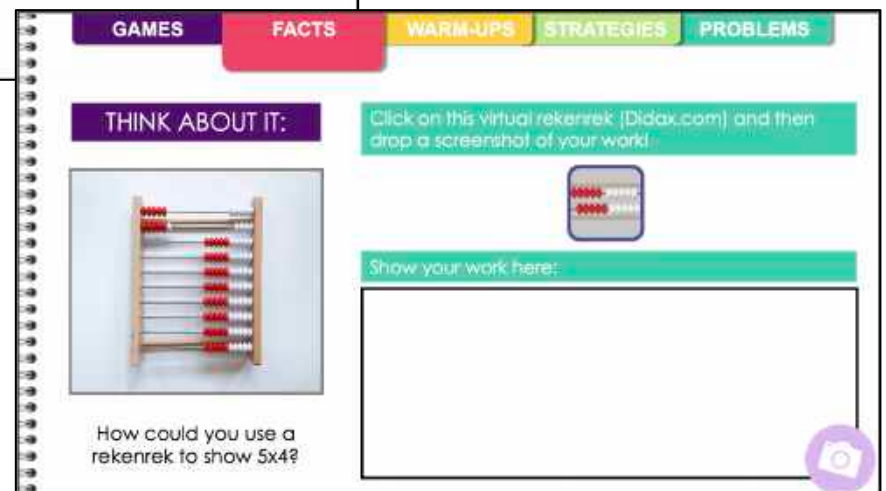 GAMES FACTS WARM-UPS STRATEGIES PROBLEMS
THINK ABOUT IT:
How could you use a
rekenrek to show 5x4?
Click on this virtual rekenrek (Didax.com) and then
drop a screenshot of your work!
Show your work here: